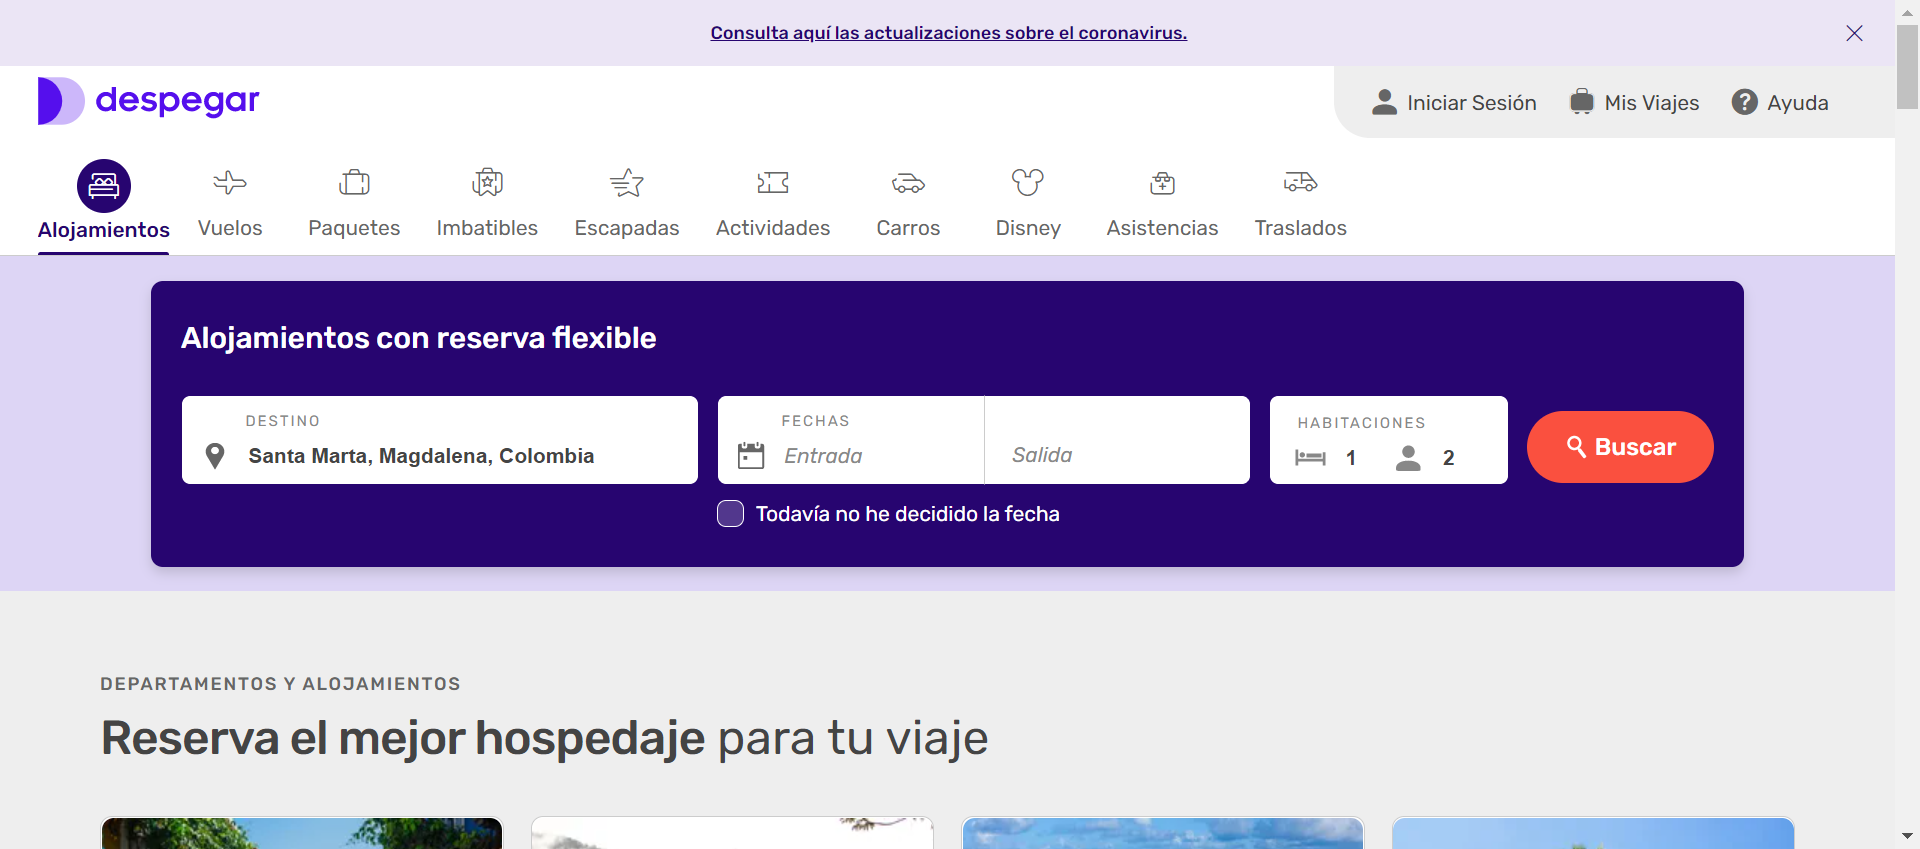 Consulta aquí las actualizaciones sobre el coronavirus.
despegar
Iniciar Sesión
Mis Viajes
Ayuda
Alojamientos
Vuelos
Paquetes
Imbatibles
Escapadas
Actividades
Carros
Disney
Asistencias
Traslados
Alojamientos con reserva flexible
DESTINO
Santa Marta, Magdalena, Colombia
FECHAS
Entrada
Salida
HABITACIONES
1
2
Buscar
Todavía no he decidido la fecha
DEPARTAMENTOS Y ALOJAMIENTOS
Reserva el mejor hospedaje para tu viaje